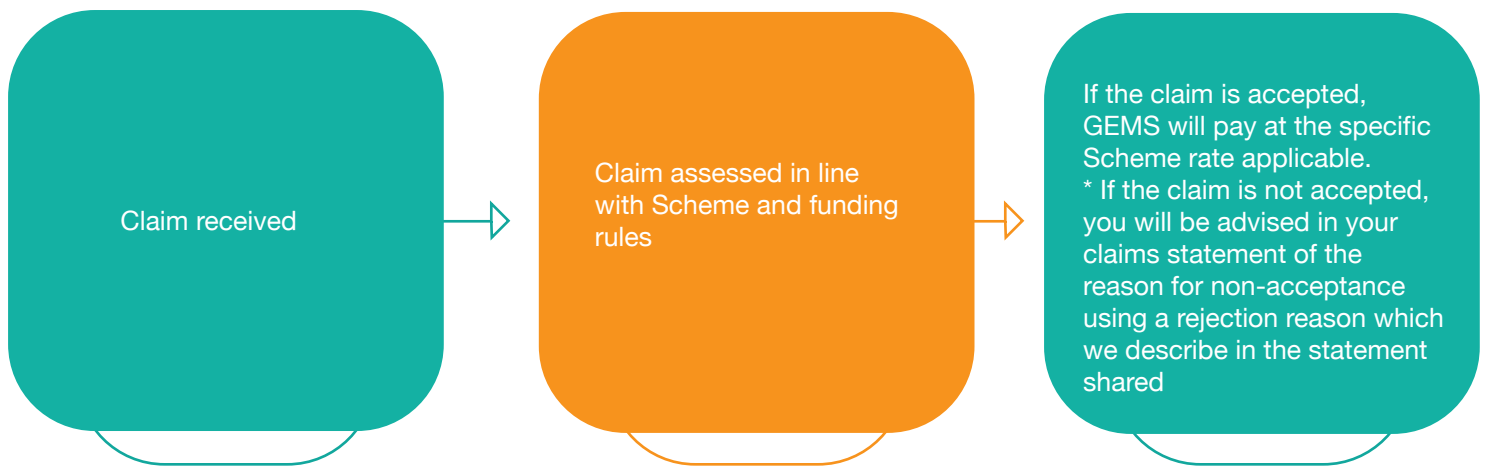 Claim received
Claim assessed in line
with Scheme and funding
rules
If the claim is accepted,
GEMS will pay at the specific
Scheme rate applicable.
* If the claim is not accepted,
you will be advised in your
claims statement of the
reason for non-acceptance
using a rejection reason which
we describe in the statement
shared